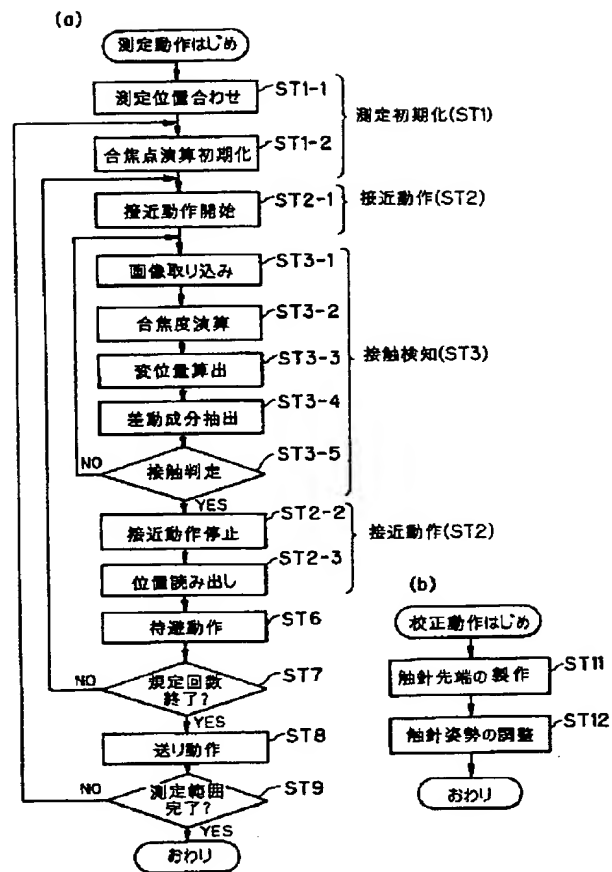 (a)
測定動作はじめ
測定位置合わせ
ST1-1
合焦点演算初期化
ST1-2
測定初期化(ST1)
接近動作開始
ST2-1
接近動作(ST2)
画像取り込み
ST3-1
合焦度演算
ST3-2
変位量算出
ST3-3
差動成分抽出
ST3-4
接触判定
ST3-5
NO
YES
接触検知(ST3)
接近動作停止
ST2-2
位置読み出し
ST2-3
接近動作(ST2)
待避動作
ST6
規定回数
終了?
ST7
NO
YES
送り動作
ST8
測定範囲
完了?
ST9
NO
YES
おわり
(b)
校正動作はじめ
触針先端の製作
ST11
触針姿勢の調整
ST12
おわり